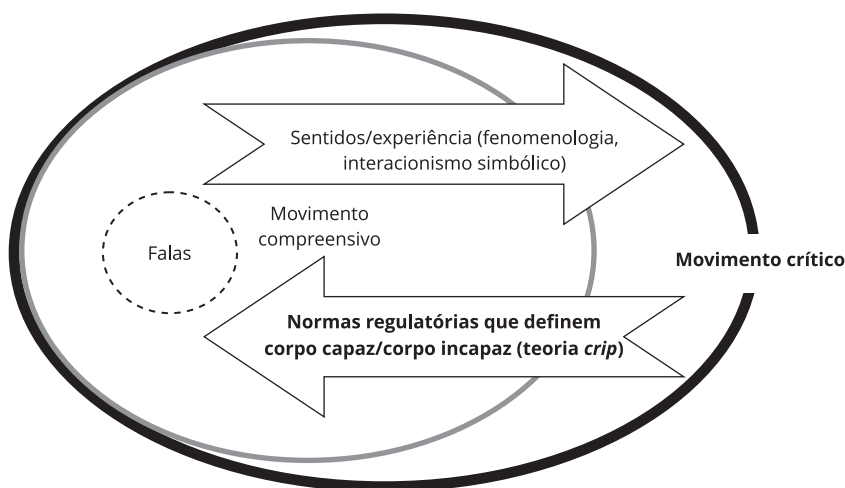 Sentidos/experiência (fenomenologia,
interacionismo simbólico)
Movimento
compreensivo
Falas
Movimento crítico
Normas regulatórias que definem
corpo capaz/corpo incapaz (teoria crip)